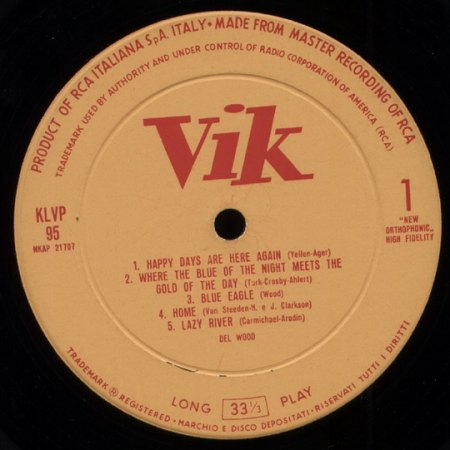 PRODUCT OF RCA ITALIANA SpA, ITALY • MADE FROM MASTER RECORDING OF RCA
TRADEMARK USED BY AUTHORITY AND UNDER CONTROL OF RADIO CORPORATION OF AMERICA (RCA)
Vik
KLVP
95
MKAP 21707
1
"NEW
ORTHOPHONIC„
HIGH FIDELITY
1. HAPPY DAYS ARE HERE AGAIN (Yellen-Ager)
2. WHERE THE BLUE OF THE NIGHT MEETS THE
GOLD OF THE DAY (Turk-Crosby-Ahlert)
3. BLUE EAGLE (Wood)
4. HOME (Van Steeden-H. e J. Clarkson)
5. LAZY RIVER (Carmichael-Arodin)
DEL WOOD
LONG 33 1/3 PLAY
TRADEMARK ® REGISTERED • MARCHIO E DISCO DEPOSITATI • RISERVATI TUTTI I DIRITTI